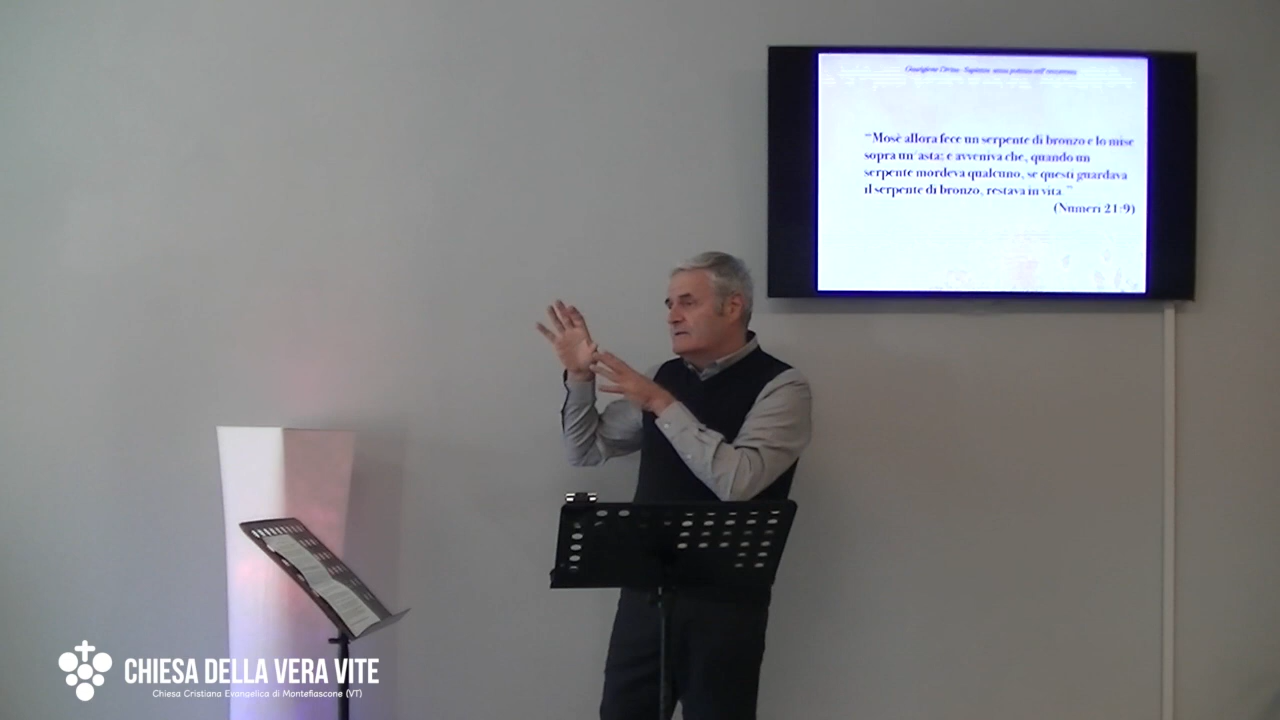 Guarigione Divina:
"Mosè allora fece un serpente di bronzo e lo mise
sopra un'asta; e avveniva che, quando un
serpente mordeva qualcuno, se questi guardava
il serpente di bronzo, restava in vita."
(Numeri 21:9)
CHIESA DELLA VERA VITE
Chiesa Cristiana Evangelica di Montefiascone (VT)